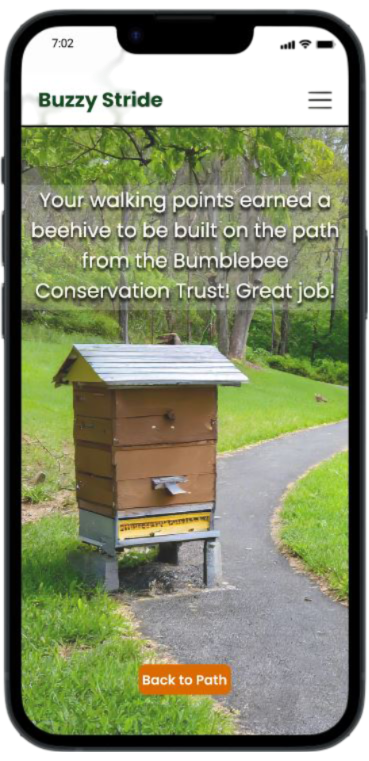 7:02
Buzzy Stride
Your walking points earned a
beehive to be built on the path
from the Bumblebee
Conservation Trust! Great job!
Back to Path